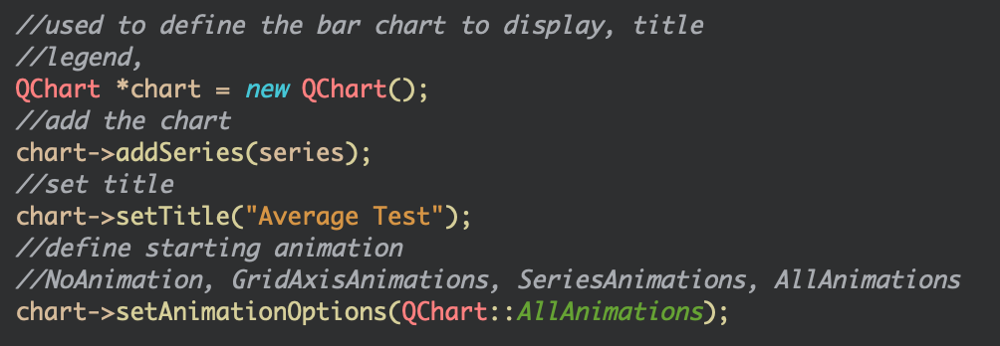 //used to define the bar chart to display, title
//legend,
QChart *chart = new QChart();
//add the chart
chart->addSeries(series);
//set title
chart->setTitle("Average Test");
//define starting animation
//NoAnimation, GridAxisAnimations, SeriesAnimations, AllAnimations
chart->setAnimationOptions(QChart::AllAnimations);